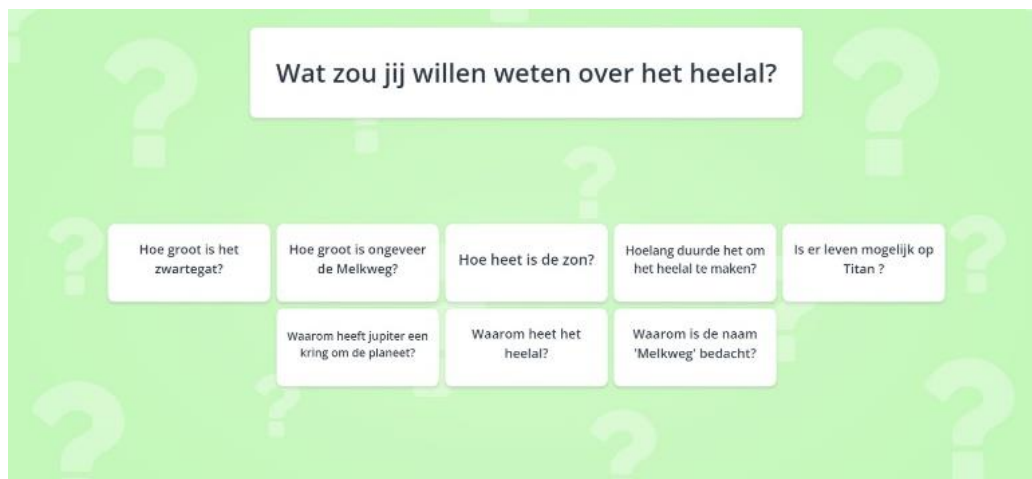 Wat zou jij willen weten over het heelal?
Hoe groot is het
zwartegat?
Hoe groot is ongeveer
de Melkweg?
Hoe heet is de zon?
Hoelang duurde het om
het heelal te maken?
Is er leven mogelijk op
Titan ?
Waarom heeft jupiter een
kring om de planeet?
Waarom heet het
heelal?
Waarom is de naam
'Melkweg' bedacht?